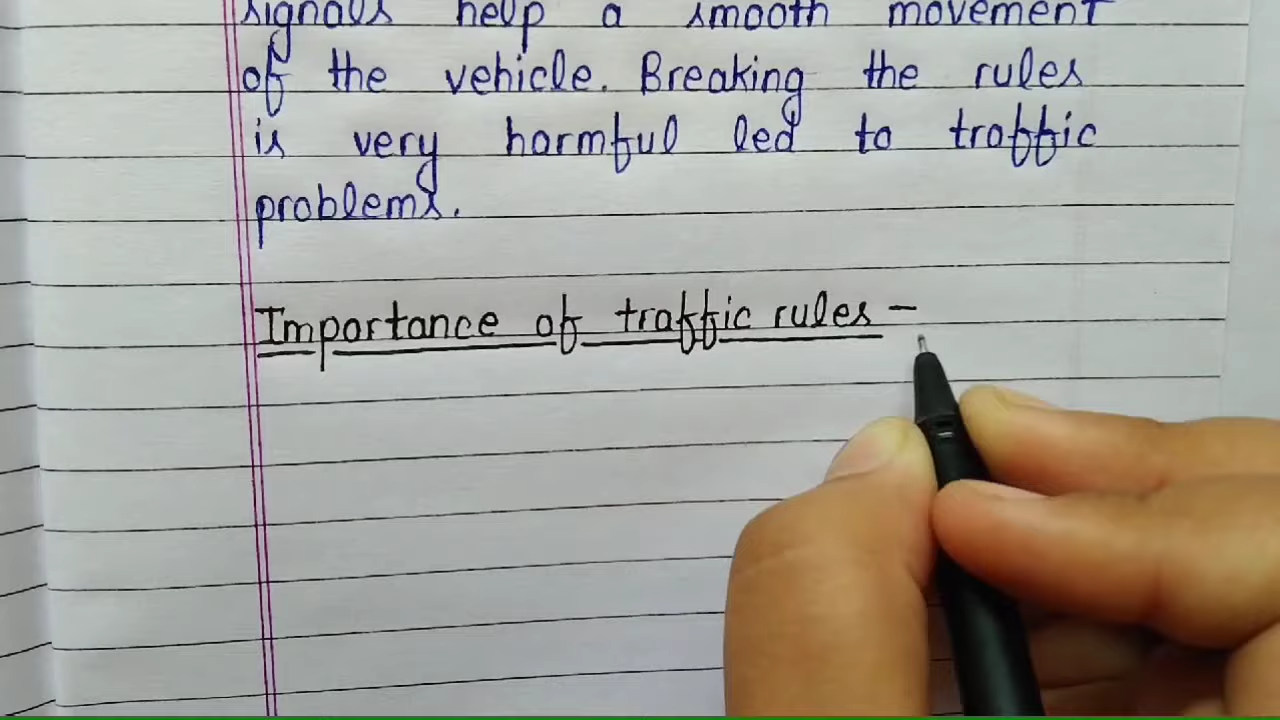 signals help a smooth movement
of the vehicle. Breaking the rules
is very harmful led to traffic
problems.
Importance of traffic rules -